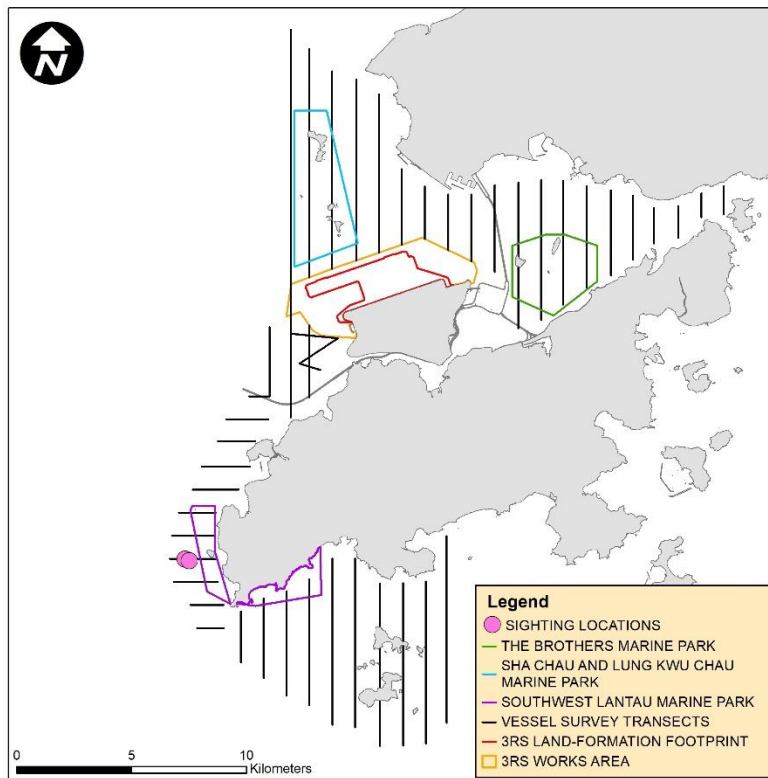 N
Legend
SIGHTING LOCATIONS
THE BROTHERS MARINE PARK
SHA CHAU AND LUNG KWU CHAU
MARINE PARK
SOUTHWEST LANTAU MARINE PARK
VESSEL SURVEY TRANSECTS
3RS LAND-FORMATION FOOTPRINT
3RS WORKS AREA
0 5 10
Kilometers